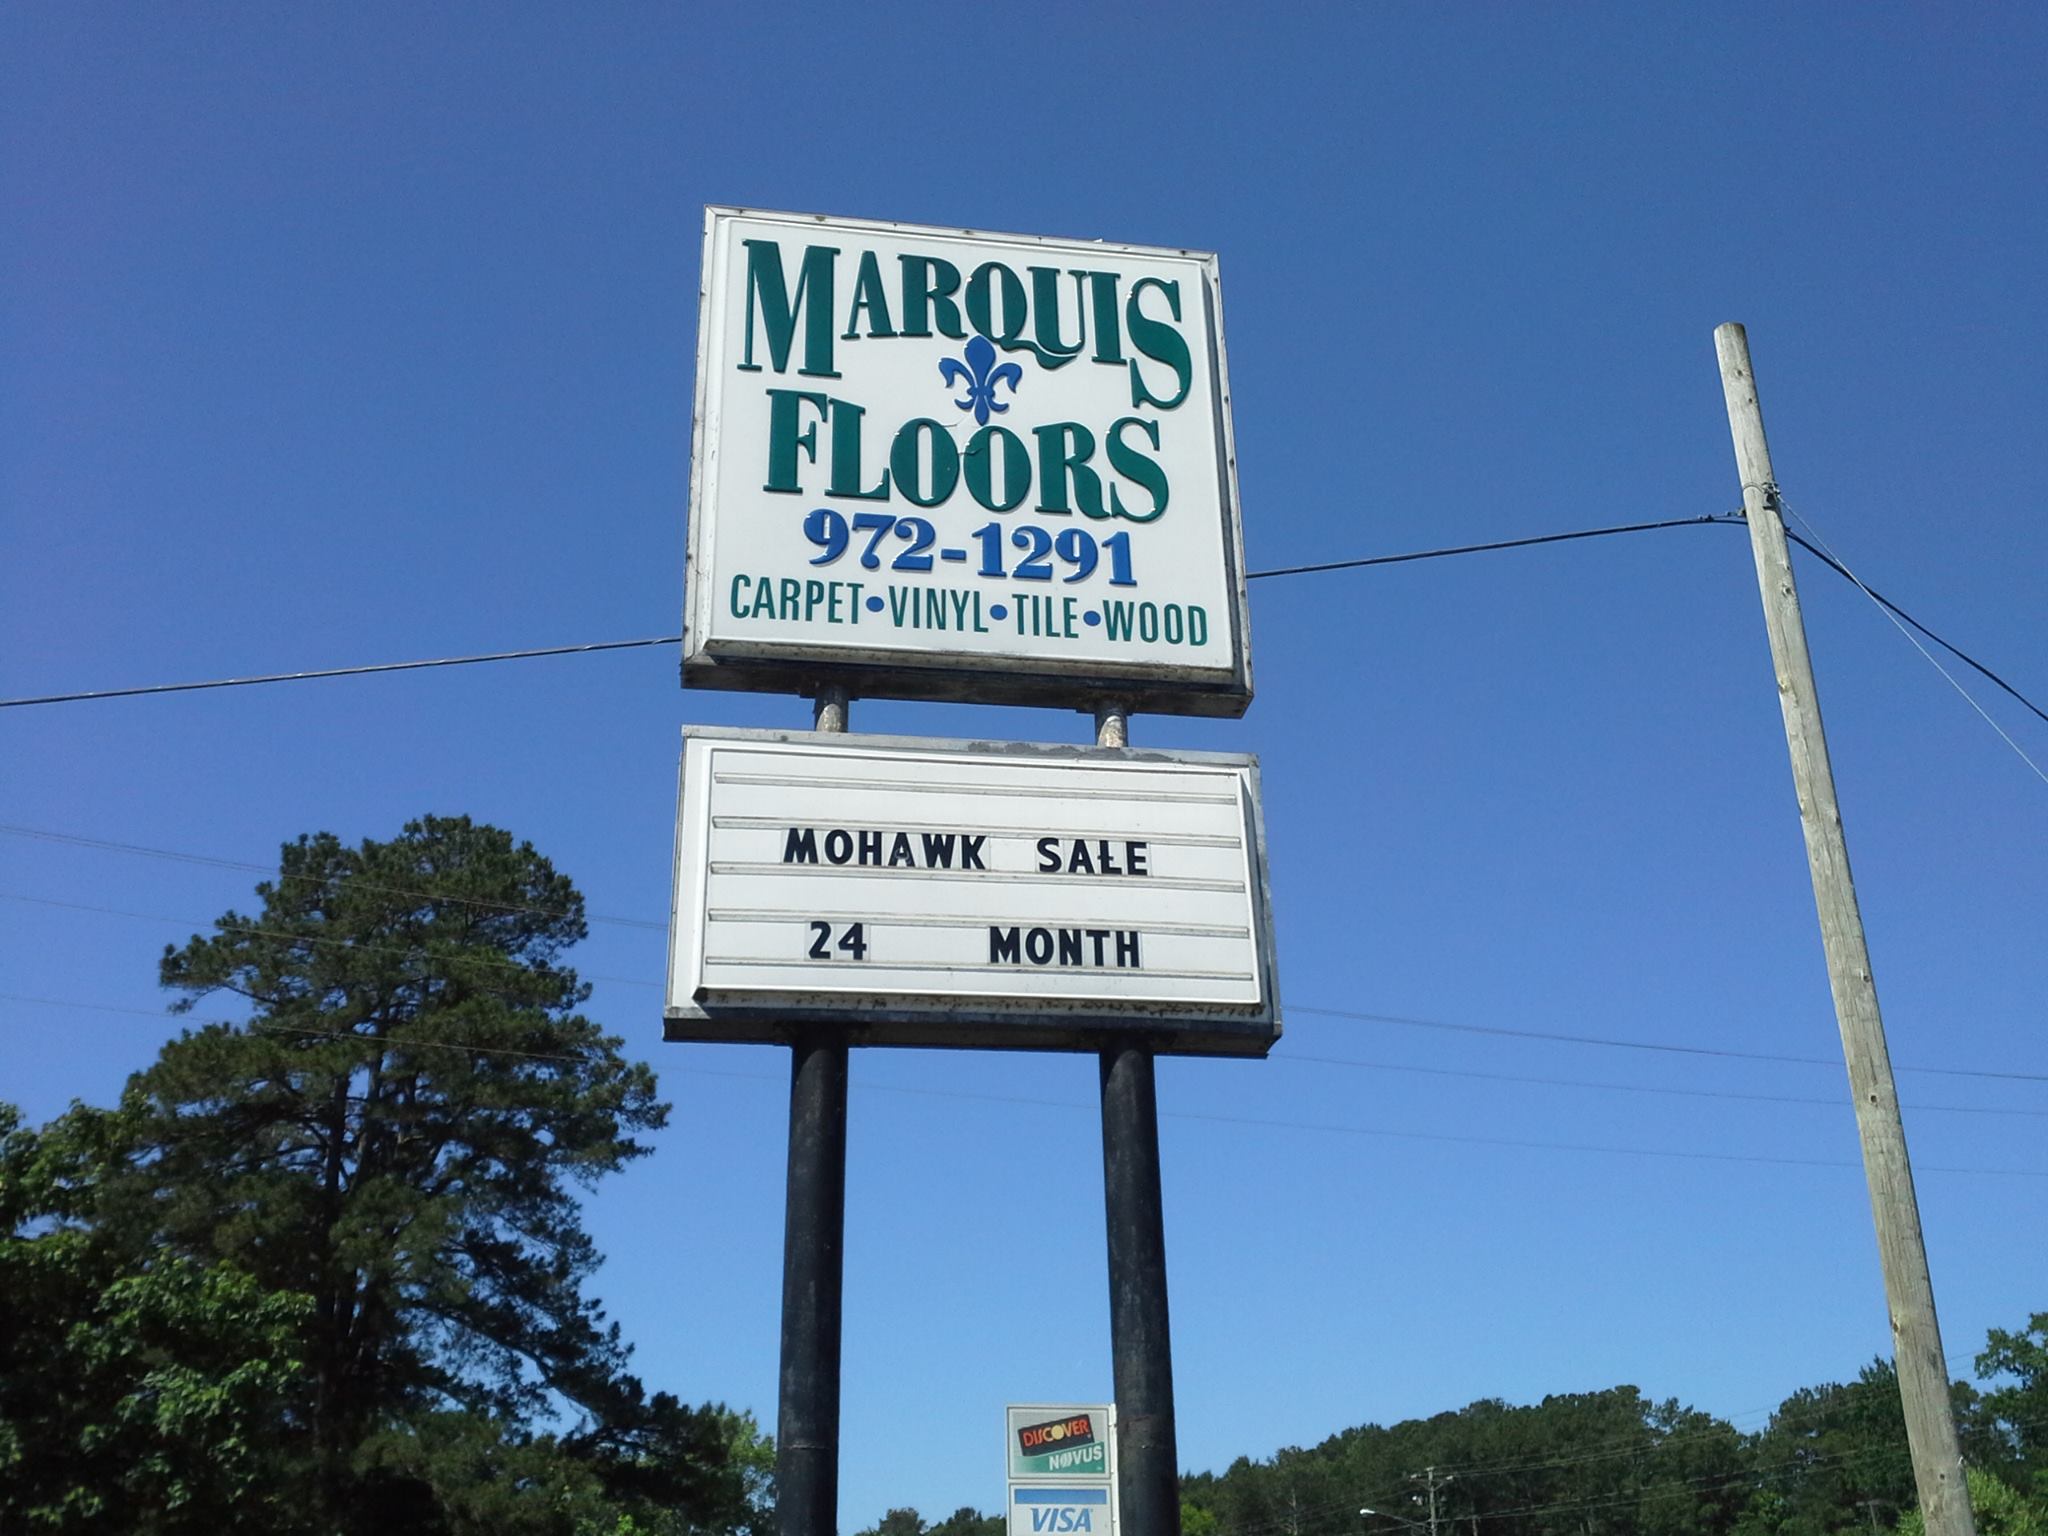 MARQUIS
FLOORS
972-1291
CARPET•VINYL•TILE•WOOD
MOHAWK SALE
24 MONTH
DISCOVER
NOVUS
VISA